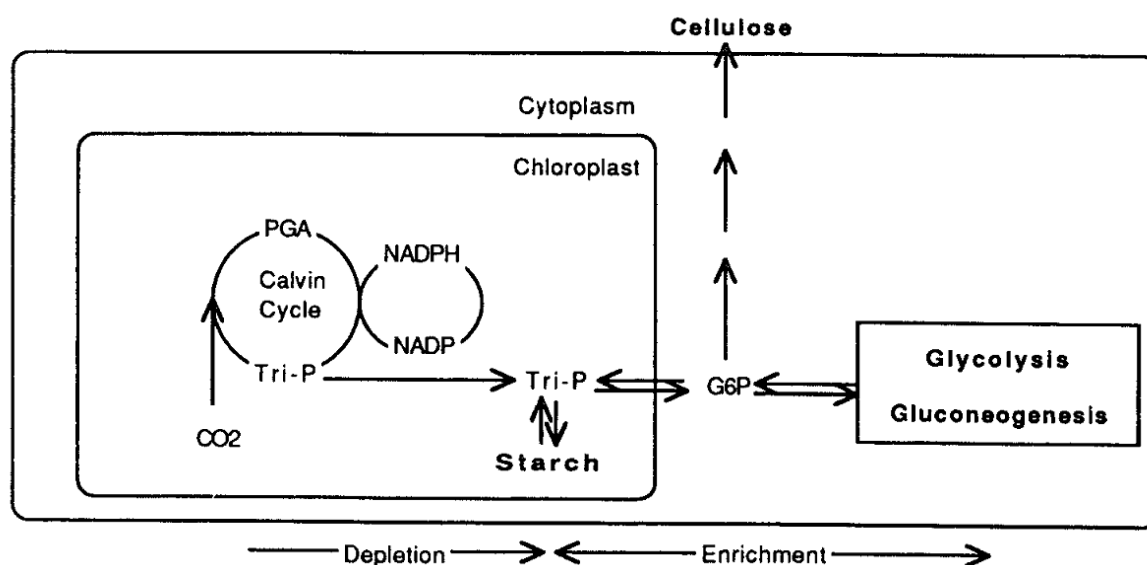 Cellulose
Cytoplasm
Chloroplast
PGA
NADPH
Calvin
Cycle
NADP
Tri-P
Tri-P
G6P
Glycolysis
Gluconeogenesis
CO2
Starch
Depletion
Enrichment